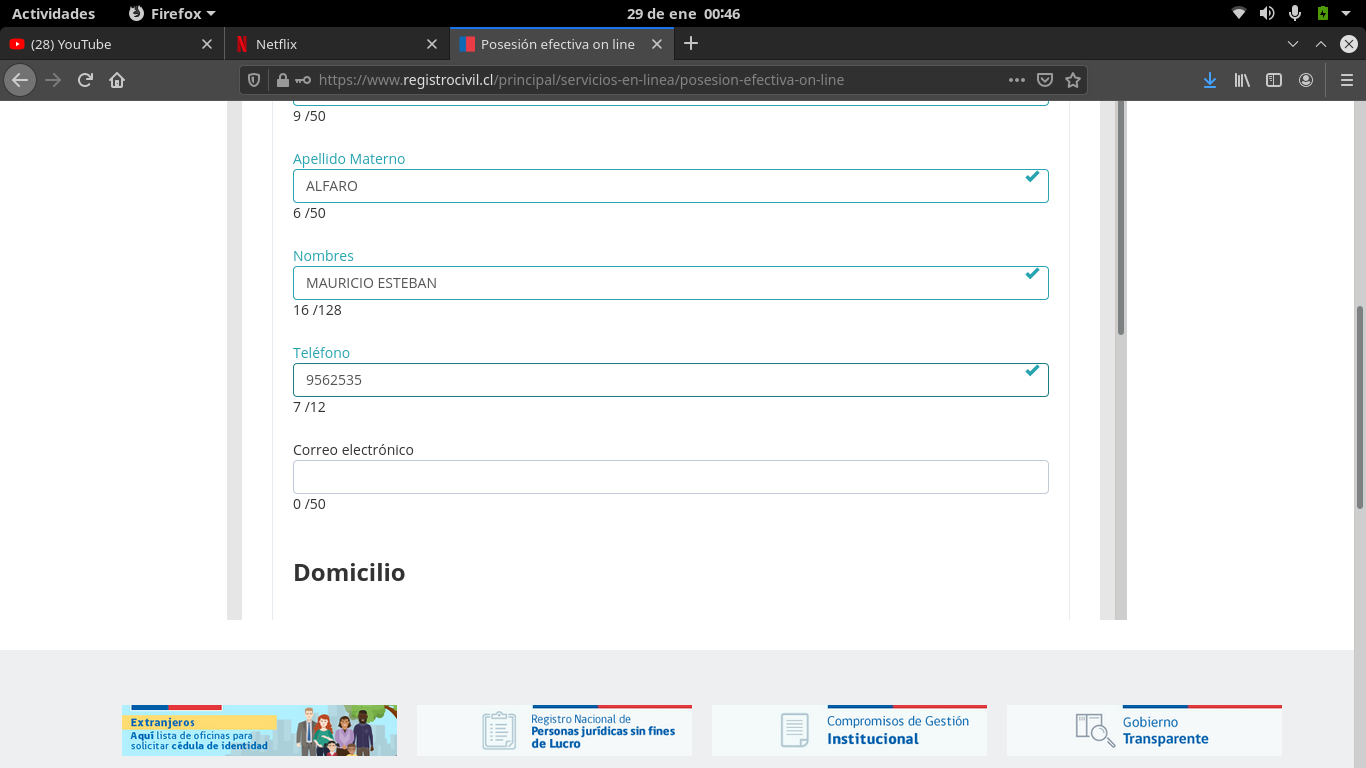 Actividades
Firefox
29 de ene 00:46
(28) YouTube
Netflix
Posesión efectiva on line
https://www.registrocivil.cl/principal/servicios-en-linea/posesion-efectiva-on-line
9 /50
Apellido Materno
ALFARO
6 /50
Nombres
MAURICIO ESTEBAN
16 /128
Teléfono
9562535
7 /12
Correo electrónico
0 /50
Domicilio
Extranjeros
Aquí lista de oficinas para
solicitar cédula de identidad
Registro Nacional de
Personas jurídicas sin fines
de Lucro
Compromisos de Gestión
Institucional
Gobierno
Transparente